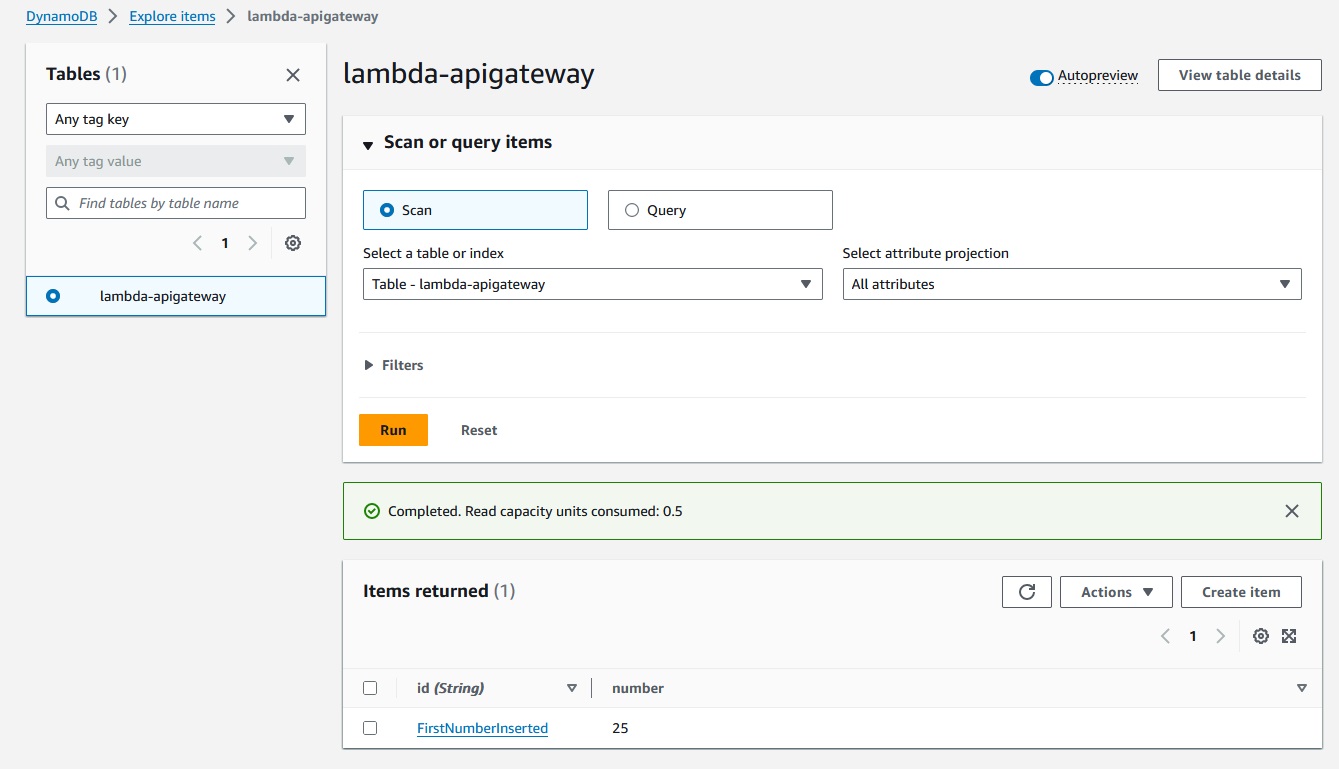 DynamoDB > Explore items > lambda-apigateway
Tables (1)
Any tag key
Any tag value
Find tables by table name
1
lambda-apigateway
lambda-apigateway
Autopreview
View table details
Scan or query items
Scan
Query
Select a table or index
Select attribute projection
Table - lambda-apigateway
All attributes
Filters
Run
Reset
Completed. Read capacity units consumed: 0.5
Items returned (1)
Actions
Create item
1
id (String)
number
FirstNumberInserted
25